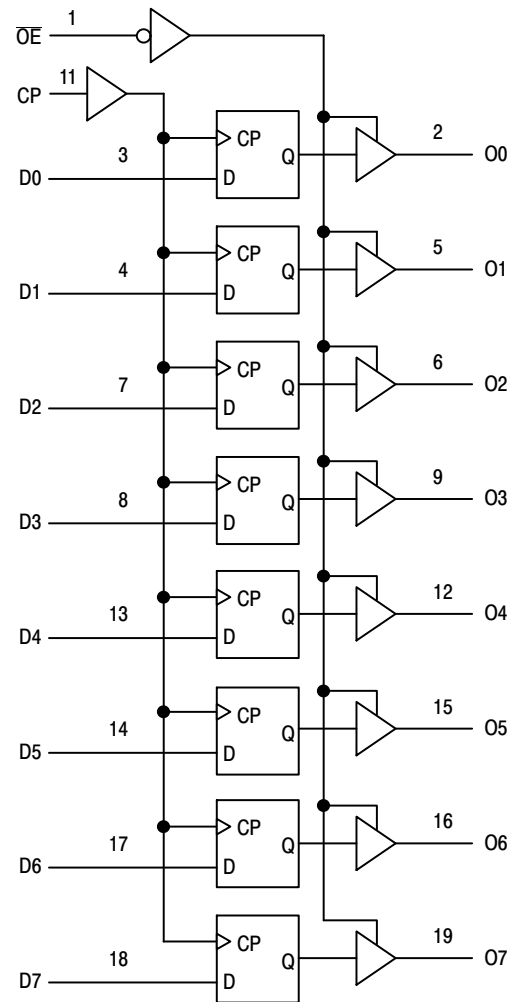 OE 1
CP 11
D0 3 CP D Q 2 O0
D1 4 CP D Q 5 O1
D2 7 CP D Q 6 O2
D3 8 CP D Q 9 O3
D4 13 CP D Q 12 O4
D5 14 CP D Q 15 O5
D6 17 CP D Q 16 O6
D7 18 CP D Q 19 O7